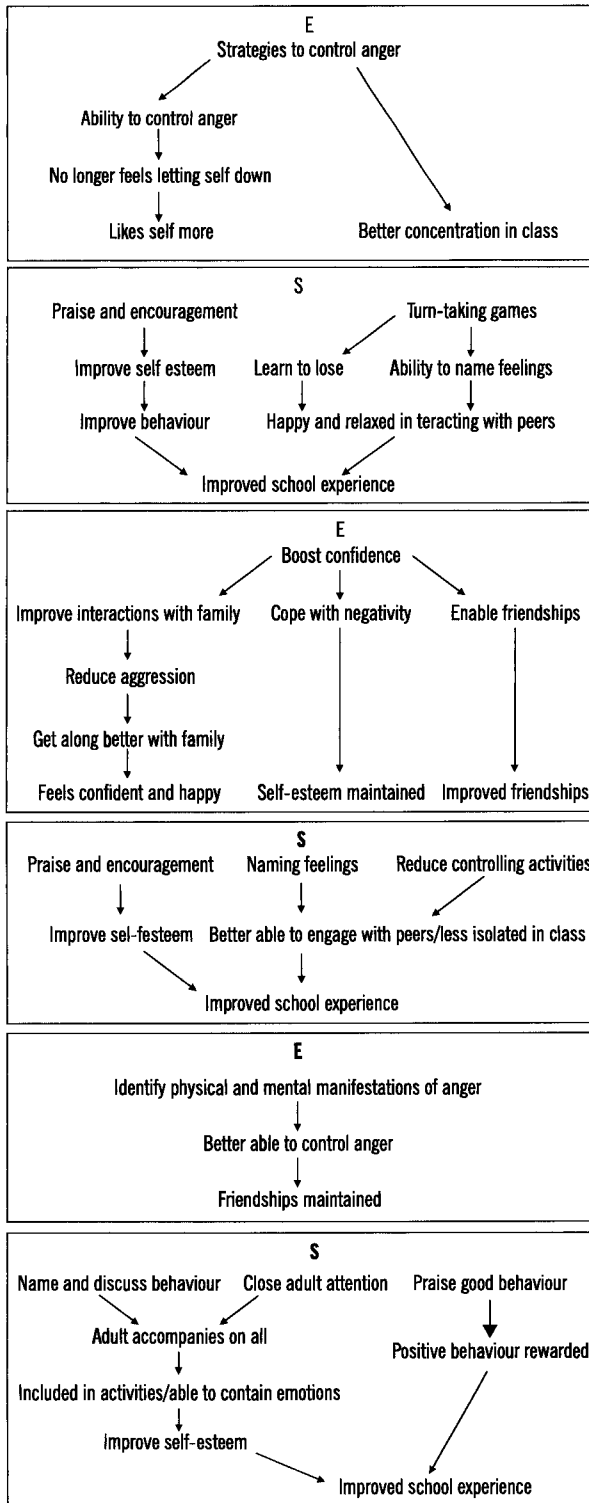 E
Strategies to control anger
Ability to control anger
No longer feels letting self down
Likes self more
Better concentration in class
S
Praise and encouragement
Turn-taking games
Improve self esteem
Learn to lose
Ability to name feelings
Improve behaviour
Happy and relaxed in teracting with peers
Improved school experience
E
Boost confidence
Improve interactions with family
Cope with negativity
Enable friendships
Reduce aggression
Get along better with family
Feels confident and happy
Self-esteem maintained
Improved friendships
S
Praise and encouragement
Naming feelings
Reduce controlling activities
Improve sel-festeem
Better able to engage with peers/less isolated in class
Improved school experience
E
Identify physical and mental manifestations of anger
Better able to control anger
Friendships maintained
S
Name and discuss behaviour
Close adult attention
Praise good behaviour
Adult accompanies on all
Positive behaviour rewarded
Included in activities/able to contain emotions
Improve self-esteem
Improved school experience